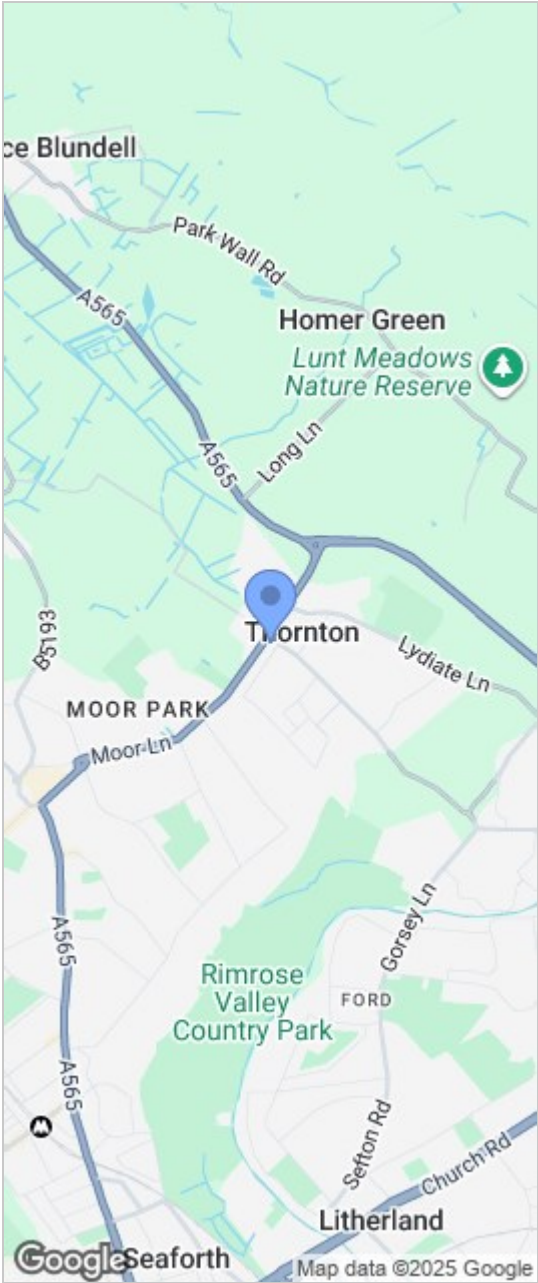 ce Blundell
Park Wall Rd
A565
Homer Green
Lunt Meadows
Nature Reserve
Long Ln
A565
B5193
Thornton
Lydiate Ln
MOOR PARK
Moor Ln
A565
Gorsey Ln
Rimrose
Valley
Country Park
FORD
A565
Sefton Rd
Church Rd
Litherland
Google
Seaforth
Map data ©2025 Google